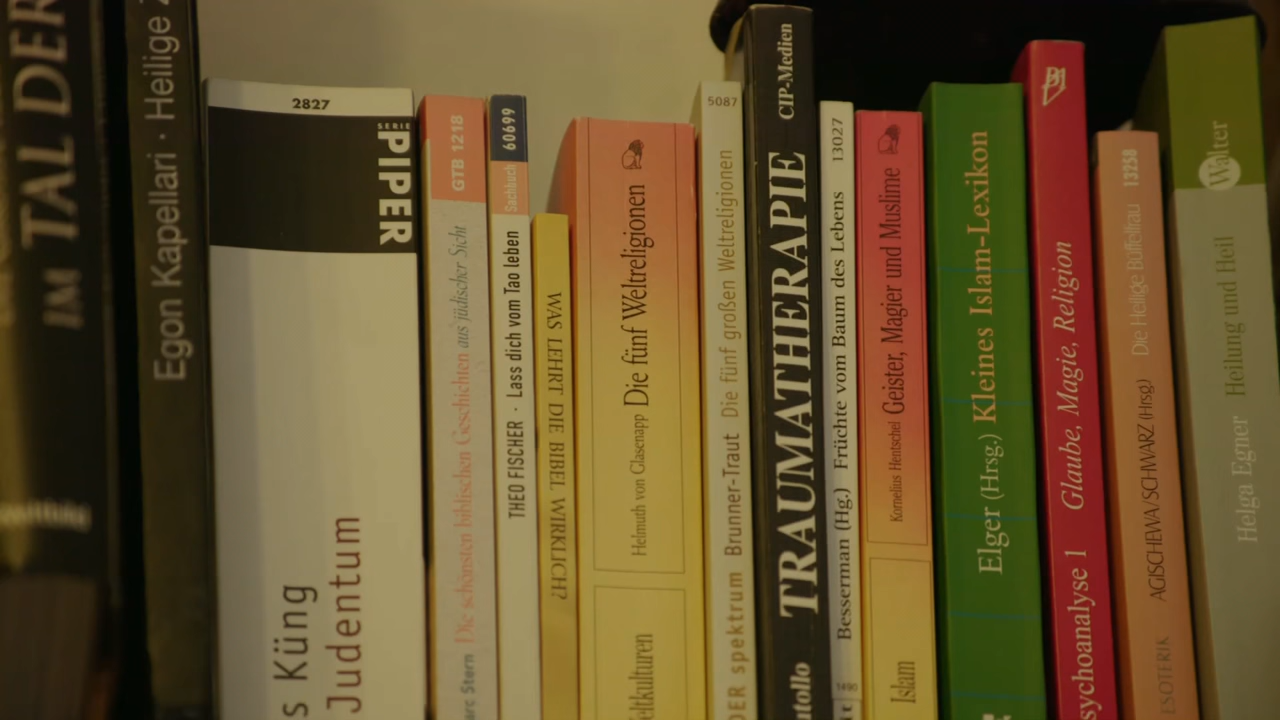 IM TAL DER
Egon Kapellari · Heilige
2827
SERIE
PIPER
Küng
Judentum
GTB 1218
Stern Die schönsten biblischen Geschichten aus jüdischer Sicht
60699
Sachbuch
THEO FISCHER · Lass dich vom Tao leben
WAS LEHRT DIE BIBEL WIRKLICH?
Helmuth von Glasenapp Die fünf Weltreligionen
5087
DER spektrum Brunner-Traut Die fünf großen Weltreligionen
CIP-Medien
TRAUMATHERAPIE
13027
Besserman (Hg.) Früchte vom Baum des Lebens
1490
Kornelius Hentschel Geister, Magier und Muslime
Islam
Elger (Hrsg.) Kleines Islam-Lexikon
sychoanalyse 1 Glaube, Magie, Religion
13258
ESOTERIK AGISCHEWA/SCHWARZ (Hrsg) Die Heilige Büffelfrau
Walter
Helga Egner Heilung und Heil